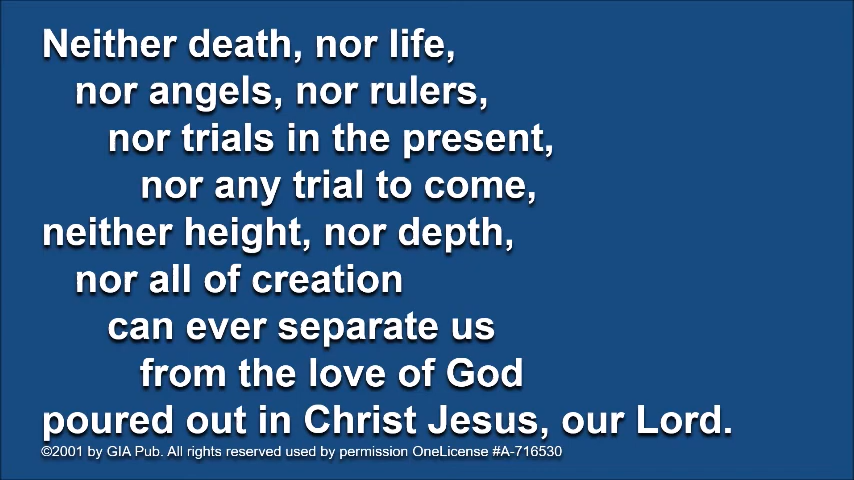 Neither death, nor life,
nor angels, nor rulers,
nor trials in the present,
nor any trial to come,
neither height, nor depth,
nor all of creation
can ever separate us
from the love of God
poured out in Christ Jesus, our Lord.
©2001 by GIA Pub. All rights reserved used by permission OneLicense #A-716530